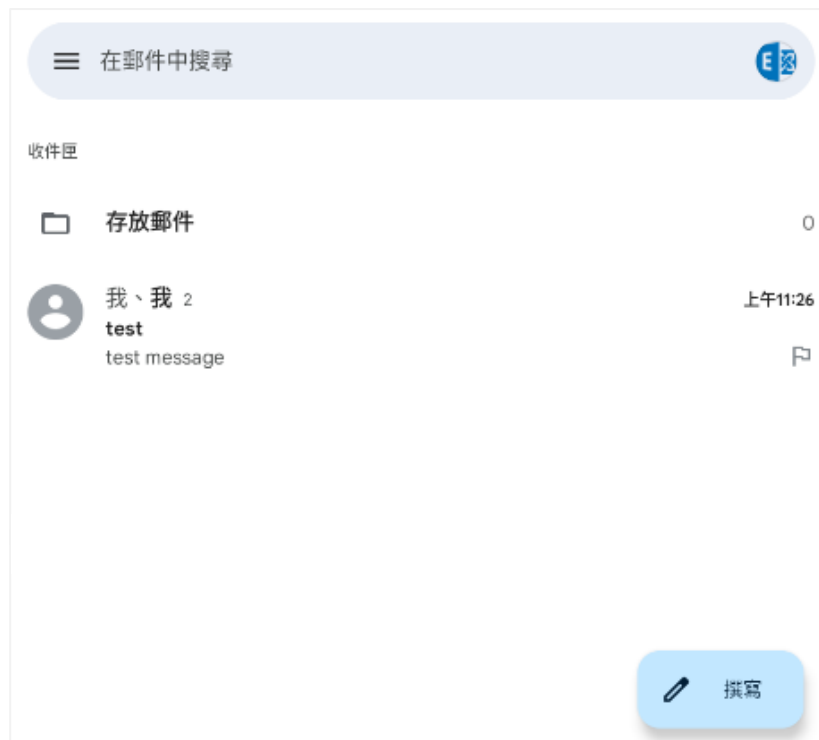 在郵件中搜尋
E
收件匣
存放郵件 0
我、我 2 上午11:26
test
test message
撰寫